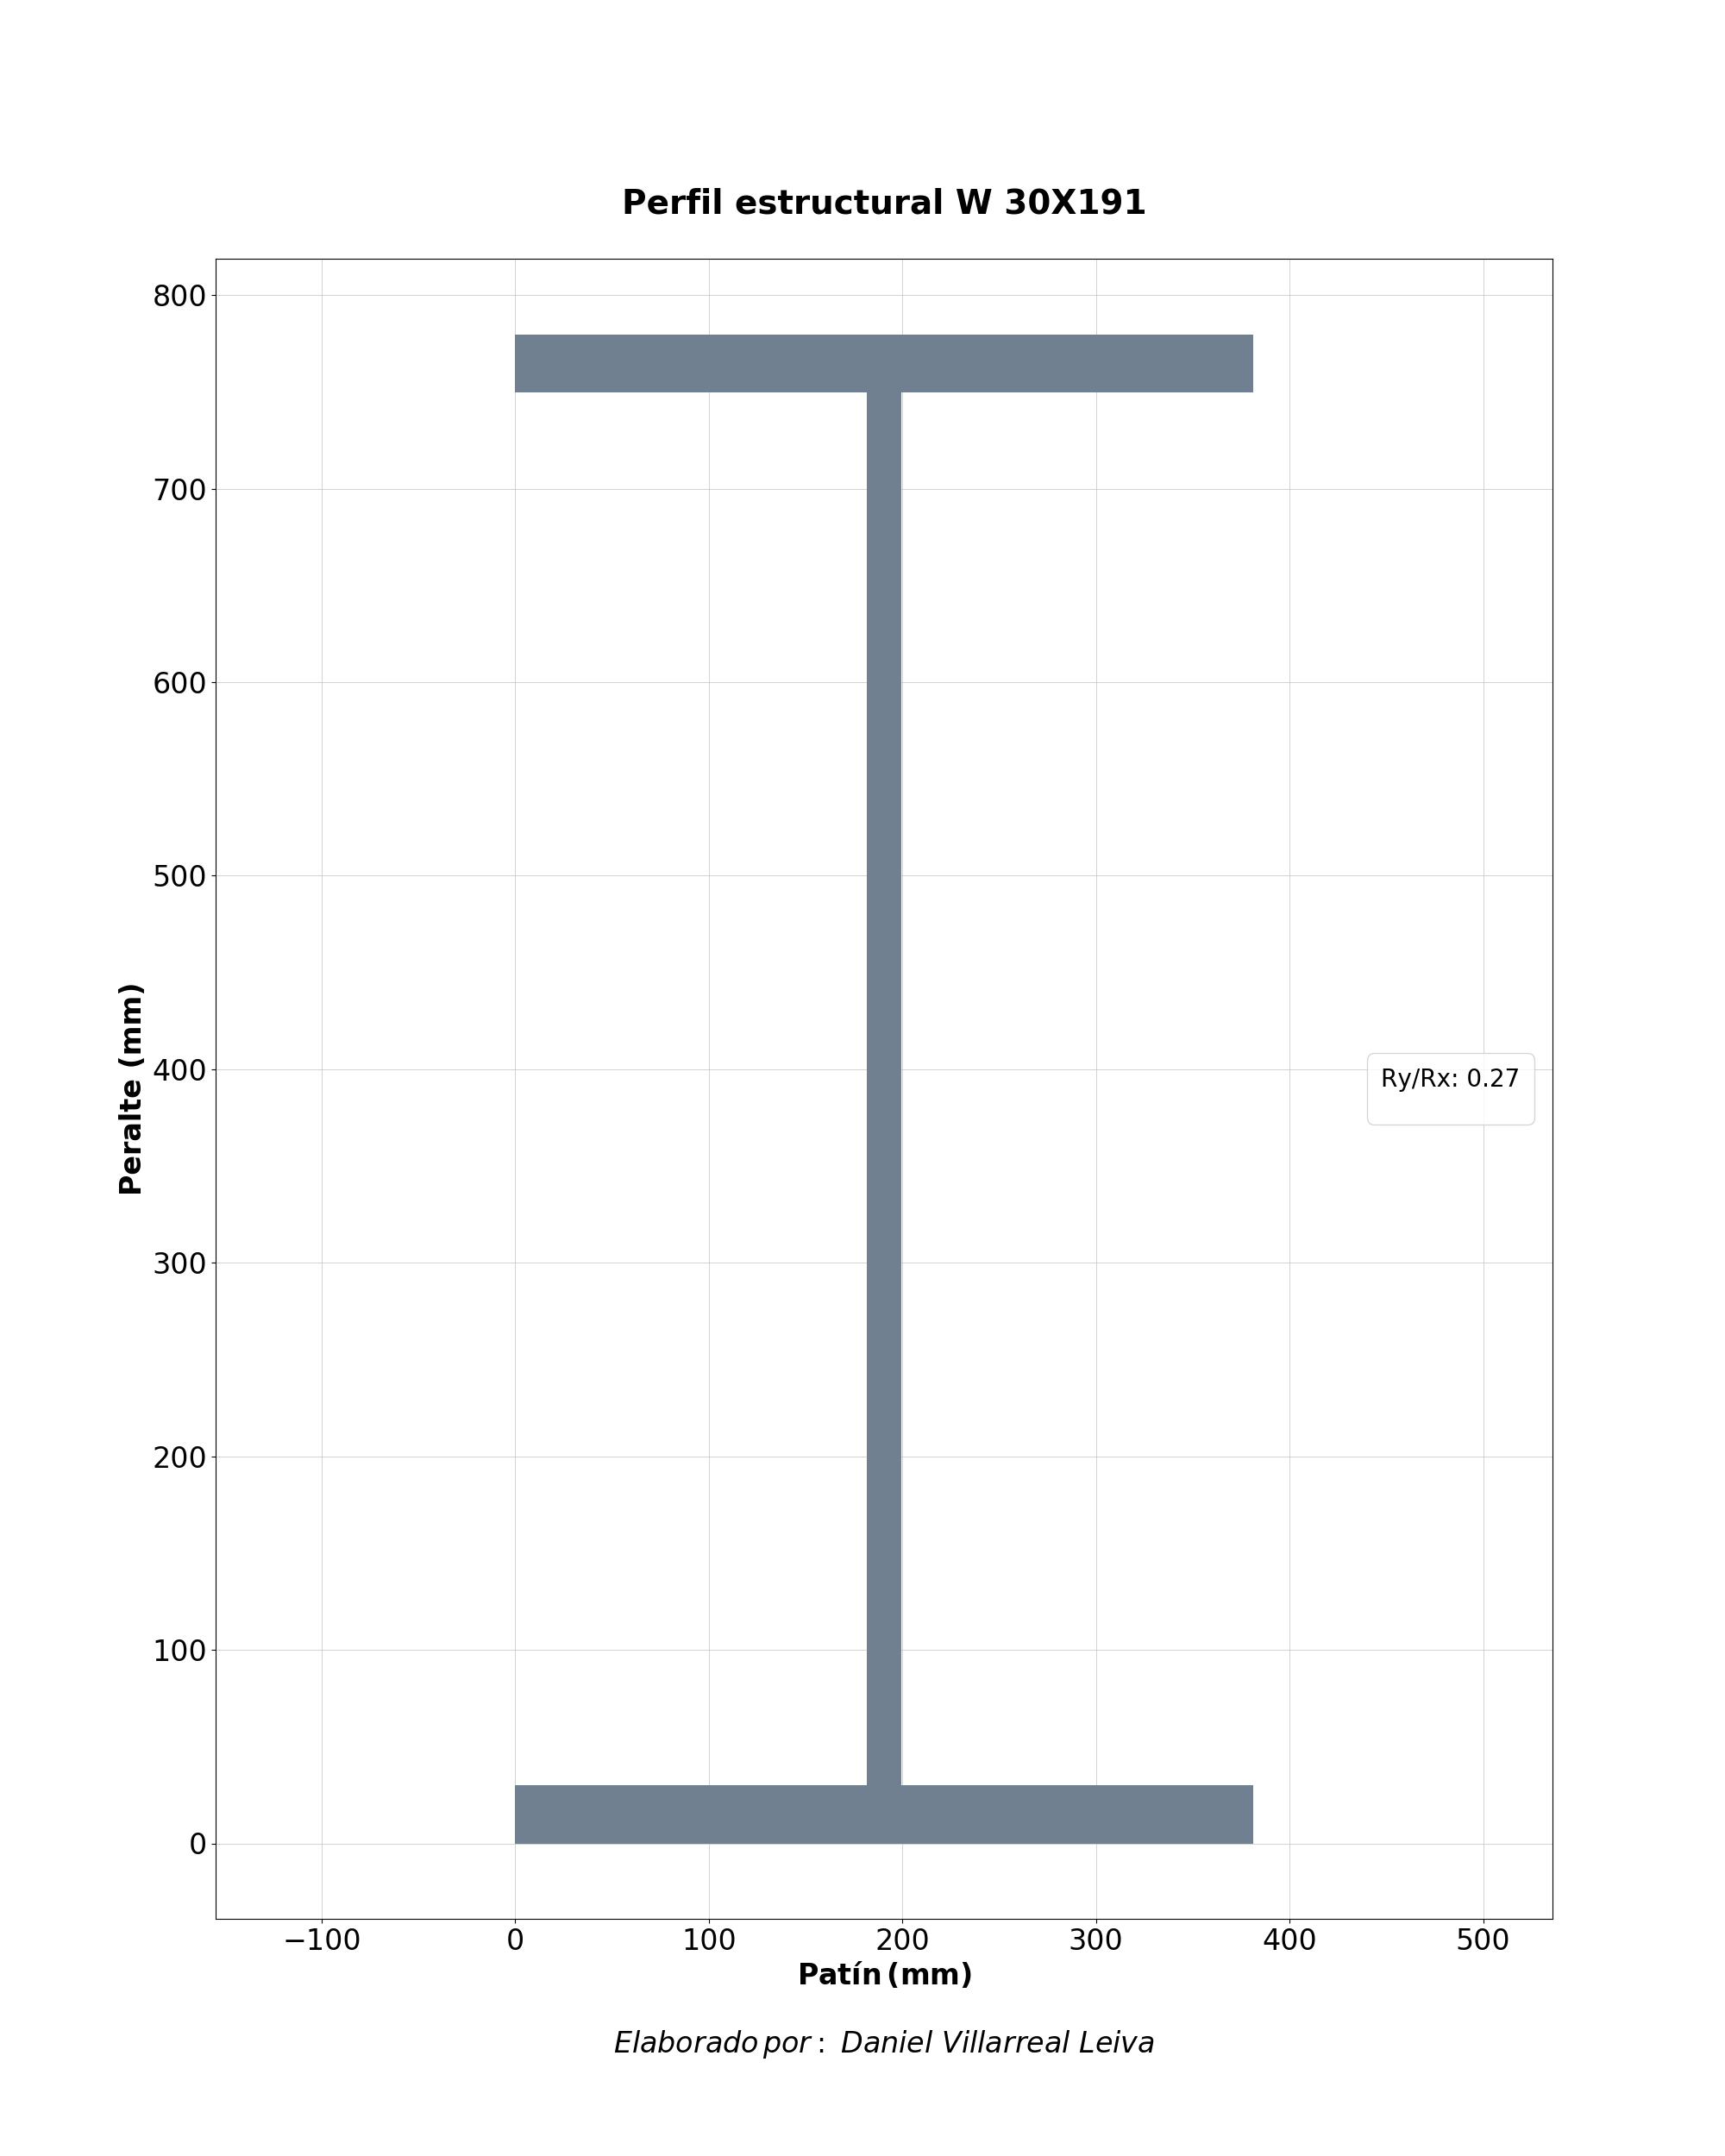 Perfil estructural W 30X191
800
700
600
500
400
300
200
100
0
Peralte (mm)
Ry/Rx: 0.27
−100 0 100 200 300 400 500
Patín (mm)
Elaborado por: Daniel Villarreal Leiva